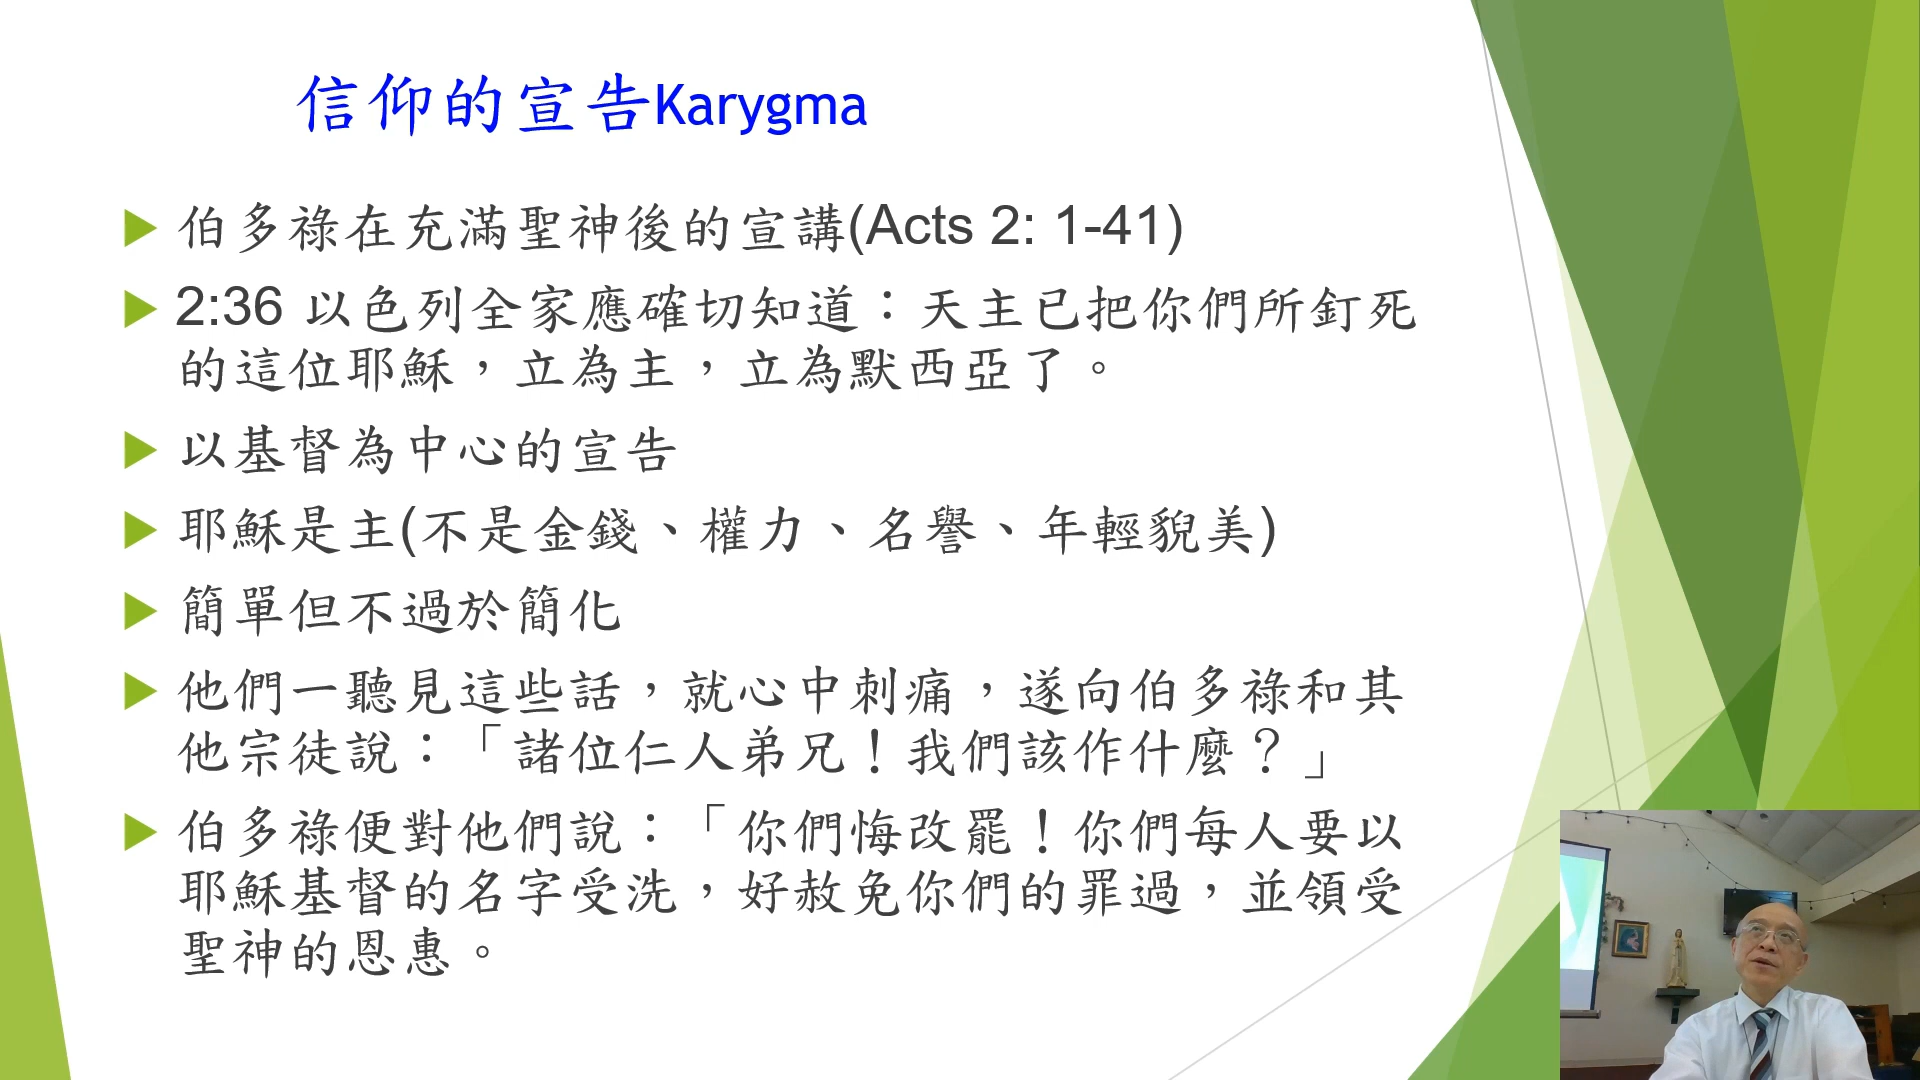 信仰的宣告Karygma
伯多祿在充滿聖神後的宣講(Acts 2: 1-41)
2:36 以色列全家應確切知道：天主已把你們所釘死
的這位耶穌，立為主，立為默西亞了。
以基督為中心的宣告
耶穌是主(不是金錢、權力、名譽、年輕貌美)
簡單但不過於簡化
他們一聽見這些話，就心中刺痛，遂向伯多祿和其
他宗徒說：「諸位仁人弟兄！我們該作什麼？」
伯多祿便對他們說：「你們悔改罷！你們每人要以
耶穌基督的名字受洗，好赦免你們的罪過，並領受
聖神的恩惠。